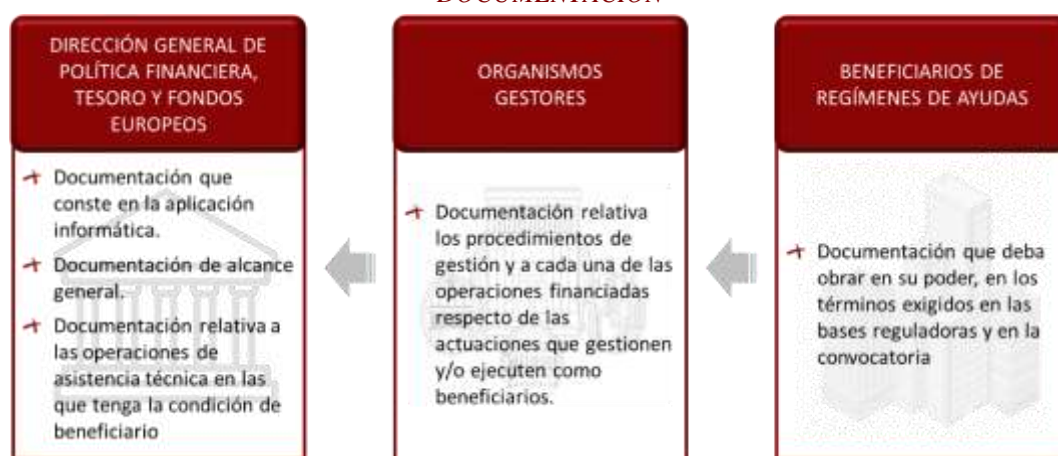 DOCUMENTACIÓN
DIRECCIÓN GENERAL DE
POLÍTICA FINANCIERA,
TESORO Y FONDOS
EUROPEOS
Documentación que
conste en la aplicación
informática.
Documentación de alcance
general.
Documentación relativa a
las operaciones de
asistencia técnica en las
que tenga la condición de
beneficiario
ORGANISMOS
GESTORES
Documentación relativa
los procedimientos de
gestión y a cada una de las
operaciones financiadas
respecto de las
actuaciones que gestionen
y/o ejecuten como
beneficiarios.
BENEFICIARIOS DE
REGÍMENES DE AYUDAS
Documentación que deba
obrar en su poder, en los
términos exigidos en las
bases reguladoras y en la
convocatoria